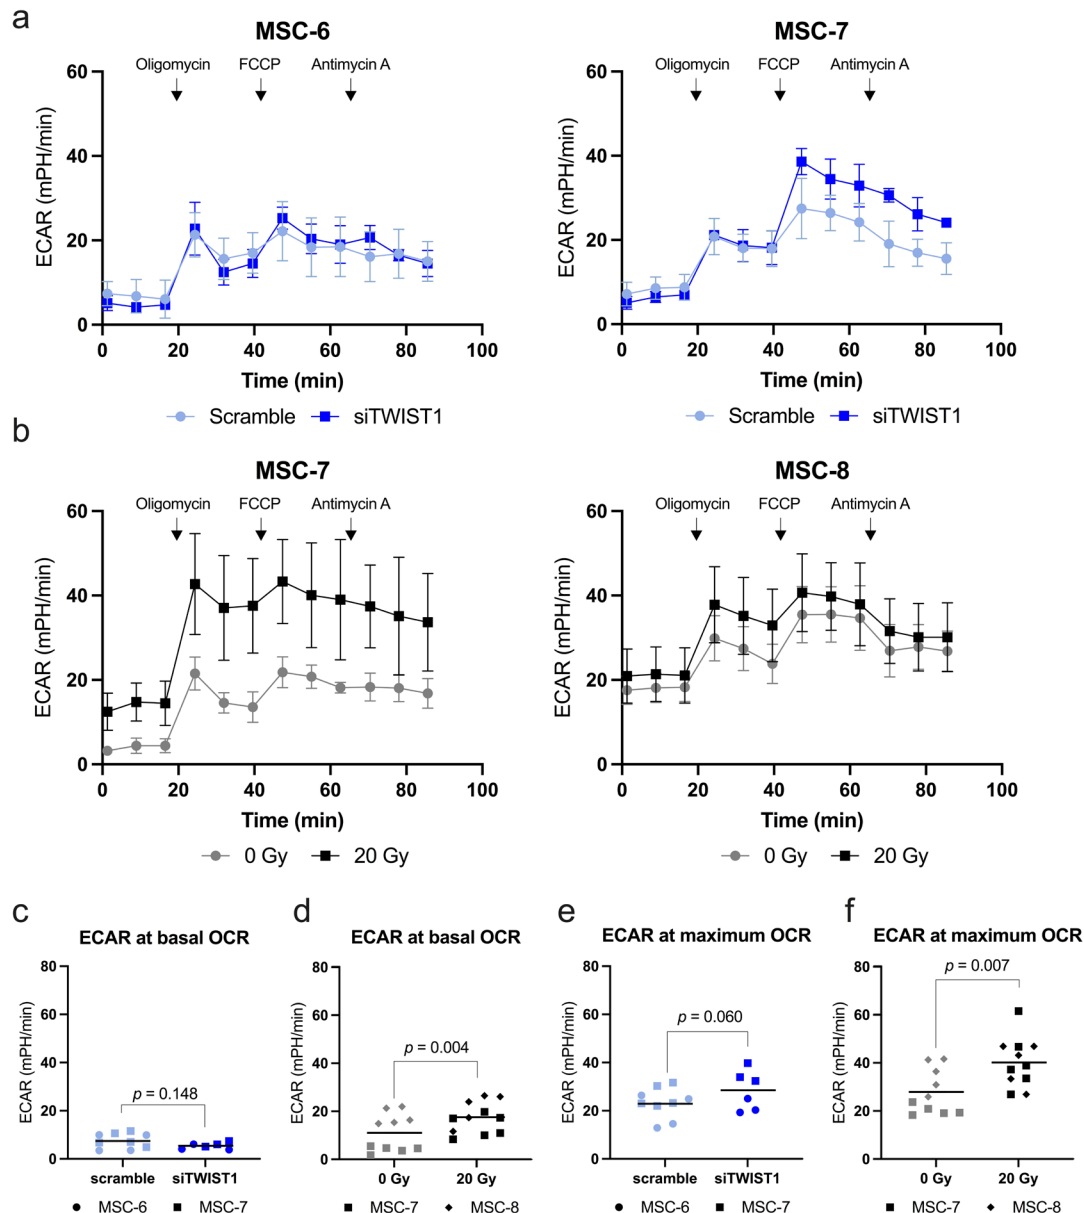 a
MSC-6
MSC-7
Oligomycin FCCP Antimycin A
Oligomycin FCCP Antimycin A
ECAR (mPH/min)
60
40
20
0
0 20 40 60 80 100
Time (min)
Scramble siTWIST1
ECAR (mPH/min)
60
40
20
0
0 20 40 60 80 100
Time (min)
Scramble siTWIST1
b
MSC-7
MSC-8
Oligomycin FCCP Antimycin A
Oligomycin FCCP Antimycin A
ECAR (mPH/min)
60
40
20
0
0 20 40 60 80 100
Time (min)
0 Gy 20 Gy
ECAR (mPH/min)
60
40
20
0
0 20 40 60 80 100
Time (min)
0 Gy 20 Gy
c
ECAR at basal OCR
ECAR (mPH/min)
80
60
40
20
0
p = 0.148
scramble siTWIST1
MSC-6 MSC-7
d
ECAR at basal OCR
ECAR (mPH/min)
80
60
40
20
0
p = 0.004
0 Gy 20 Gy
MSC-7 MSC-8
e
ECAR at maximum OCR
ECAR (mPH/min)
80
60
40
20
0
p = 0.060
scramble siTWIST1
MSC-6 MSC-7
f
ECAR at maximum OCR
ECAR (mPH/min)
80
60
40
20
0
p = 0.007
0 Gy 20 Gy
MSC-7 MSC-8